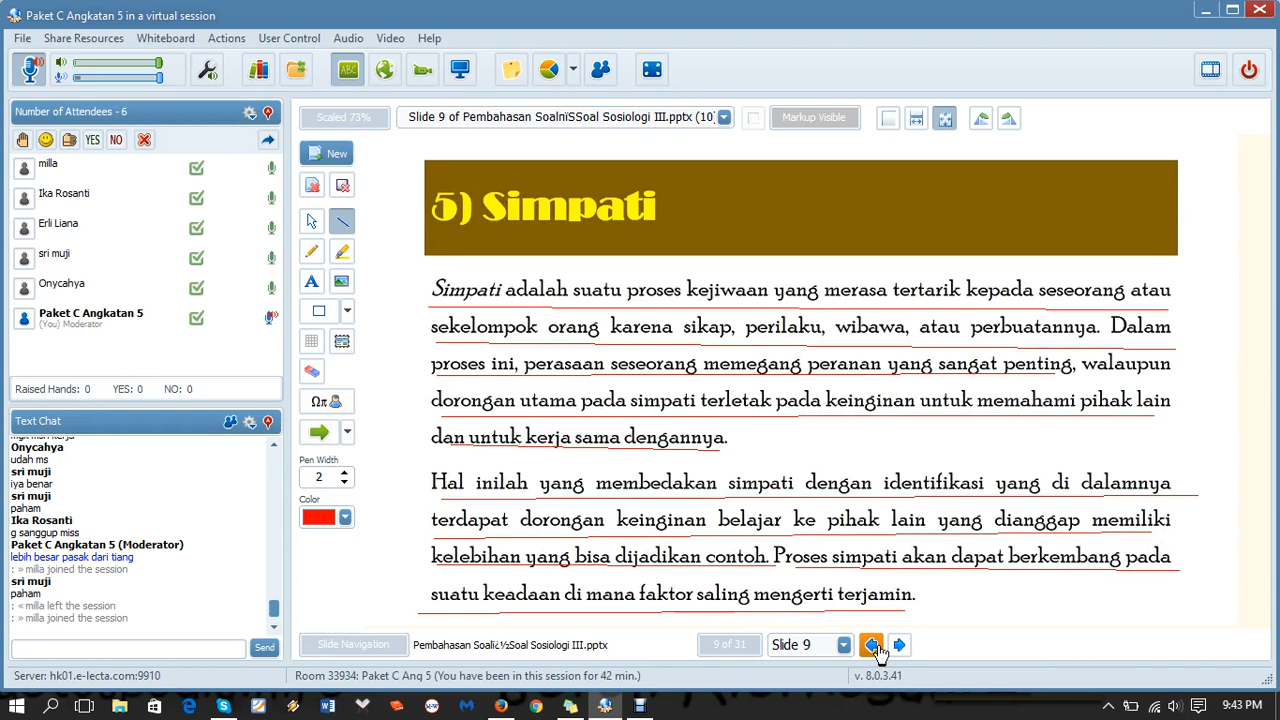 Paket C Angkatan 5 in a virtual session
File Share Resources Whiteboard Actions User Control Audio Video Help
Number of Attendees - 6
YES NO
milla
Ika Rosanti
Erli Liana
sri muji
Onycahya
Paket C Angkatan 5
(You) Moderator
Raised Hands: 0 YES: 0 NO: 0
Text Chat
Onycahya
udah ms
sri muji
iya benar
sri muji
paham
Ika Rosanti
g sanggup miss
Paket C Angkatan 5 (Moderator)
lebih besar pasak dari tiang
: » milla joined the session
sri muji
paham
: » milla left the session
: » milla joined the session
Send
Scaled 73%
Slide 9 of Pembahasan SoalпїЅSoal Sosiologi III.pptx (10
Markup Visible
New
ABC
A
Ωπ
Pen Width
2
Color
5) Simpati
Simpati adalah suatu proses kejiwaan yang merasa tertarik kepada seseorang atau
sekelompok orang karena sikap, perilaku, wibawa, atau perbuatannya. Dalam
proses ini, perasaan seseorang memegang peranan yang sangat penting, walaupun
dorongan utama pada simpati terletak pada keinginan untuk memahami pihak lain
dan untuk kerja sama dengannya.
Hal inilah yang membedakan simpati dengan identifikasi yang di dalamnya
terdapat dorongan keinginan belajar ke pihak lain yang dianggap memiliki
kelebihan yang bisa dijadikan contoh. Proses simpati akan dapat berkembang pada
suatu keadaan di mana faktor saling mengerti terjamin.
Slide Navigation
Pembahasan Soalï¿½Soal Sosiologi III.pptx
9 of 31
Slide 9
Server: hk01.e-lecta.com:9910
Room 33934: Paket C Ang 5 (You have been in this session for 42 min.)
v. 8.0.3.41
9:43 PM